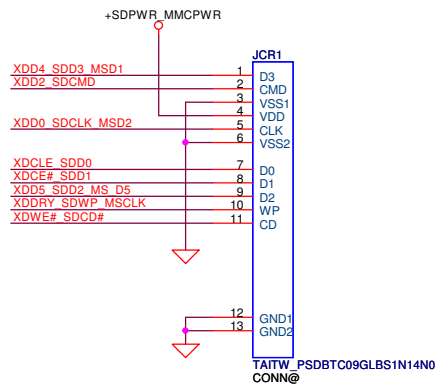 +SDPWR_MMCPWR
JCR1
XDD4_SDD3_MSD1 1 D3
XDD2_SDCMD 2 CMD
3 VSS1
4 VDD
XDD0_SDCLK_MSD2 5 CLK
6 VSS2
XDCLE_SDD0 7 D0
XDCE#_SDD1 8 D1
XDD5_SDD2_MS_D5 9 D2
XDDRY_SDWP_MSCLK 10 WP
XDWE#_SDCD# 11 CD
12 GND1
13 GND2
TAITW_PSDBTC09GLBS1N14N0
CONN@